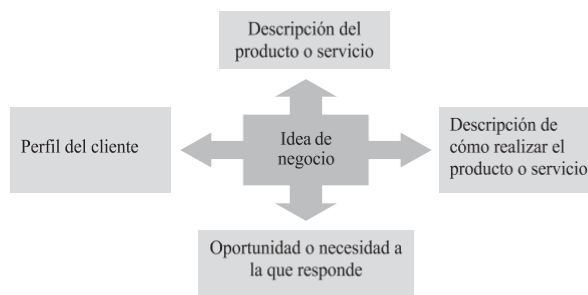 Descripción del
producto o servicio
Perfil del cliente
Idea de
negocio
Descripción de
cómo realizar el
producto o servicio
Oportunidad o necesidad a
la que responde